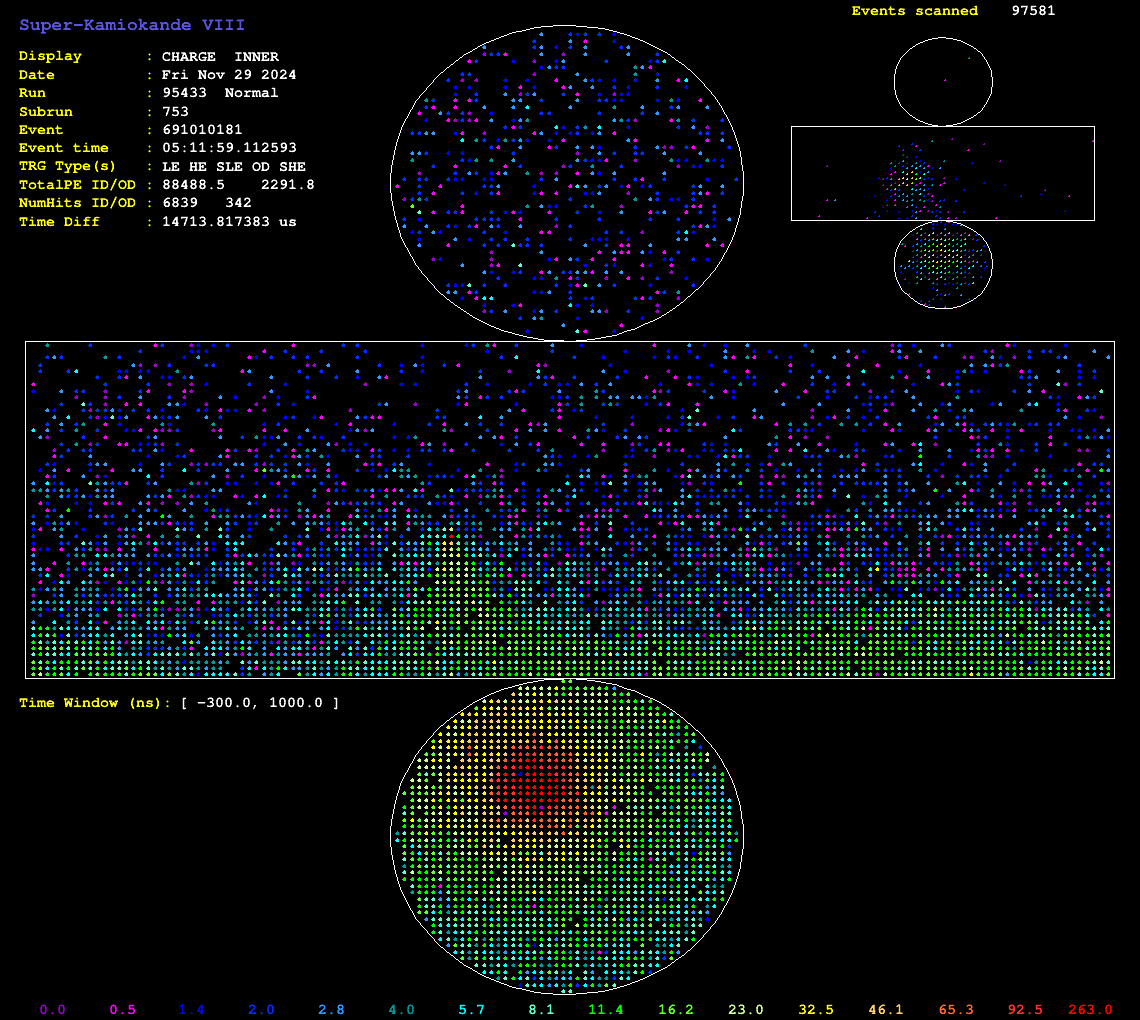 Super-Kamiokande VIII
Events scanned 97581
Display : CHARGE INNER
Date : Fri Nov 29 2024
Run : 95433 Normal
Subrun : 753
Event : 691010181
Event time : 05:11:59.112593
TRG Type(s) : LE HE SLE OD SHE
TotalPE ID/OD : 88488.5 2291.8
NumHits ID/OD : 6839 342
Time Diff : 14713.817383 us
Time Window (ns): [ -300.0, 1000.0 ]
0.0 0.5 1.4 2.0 2.8 4.0 5.7 8.1 11.4 16.2 23.0 32.5 46.1 65.3 92.5 263.0